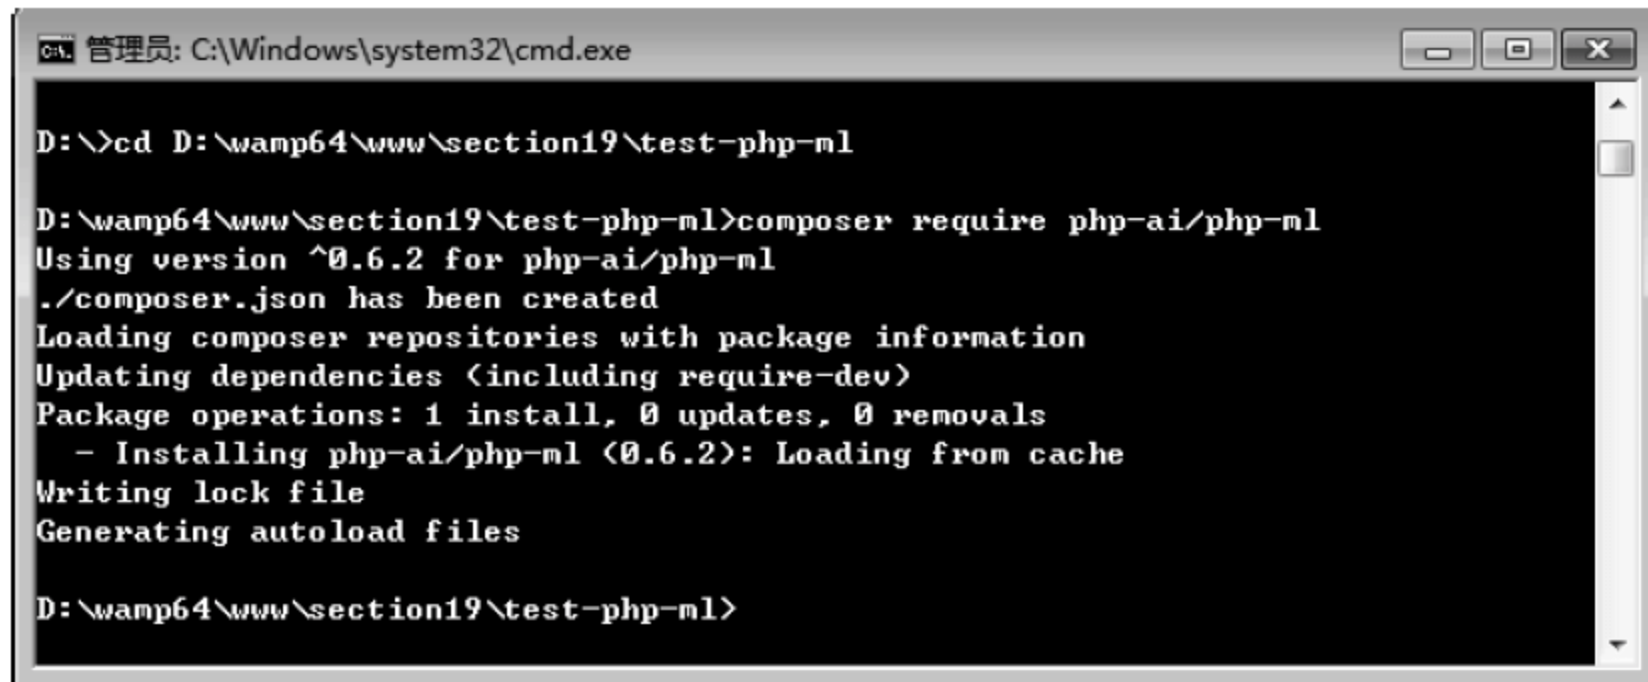 管理员: C:\Windows\system32\cmd.exe
D:\>cd D:\wamp64\www\section19\test-php-ml
D:\wamp64\www\section19\test-php-ml>composer require php-ai/php-ml
Using version ^0.6.2 for php-ai/php-ml
./composer.json has been created
Loading composer repositories with package information
Updating dependencies (including require-dev)
Package operations: 1 install, 0 updates, 0 removals
  - Installing php-ai/php-ml (0.6.2): Loading from cache
Writing lock file
Generating autoload files
D:\wamp64\www\section19\test-php-ml>